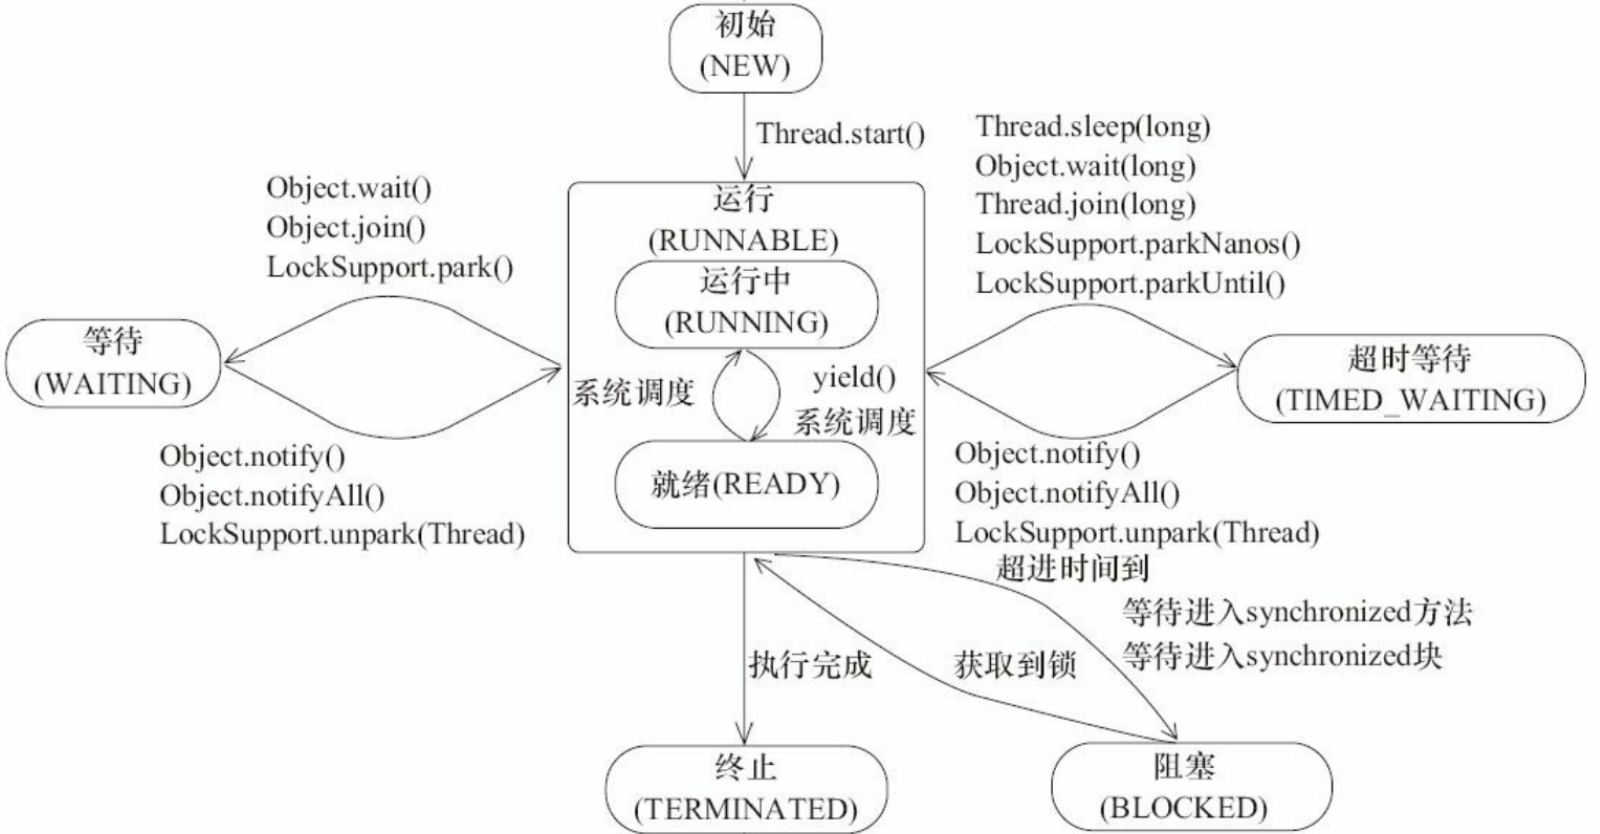 初始
(NEW)
Thread.start()
Thread.sleep(long)
Object.wait(long)
Thread.join(long)
LockSupport.parkNanos()
LockSupport.parkUntil()
Object.wait()
Object.join()
LockSupport.park()
运行
(RUNNABLE)
运行中
(RUNNING)
等待
(WAITING)
超时等待
(TIMED_WAITING)
系统调度
yield()
系统调度
就绪(READY)
Object.notify()
Object.notifyAll()
LockSupport.unpark(Thread)
Object.notify()
Object.notifyAll()
LockSupport.unpark(Thread)
超进时间到
等待进入synchronized方法
等待进入synchronized块
执行完成
获取到锁
终止
(TERMINATED)
阻塞
(BLOCKED)